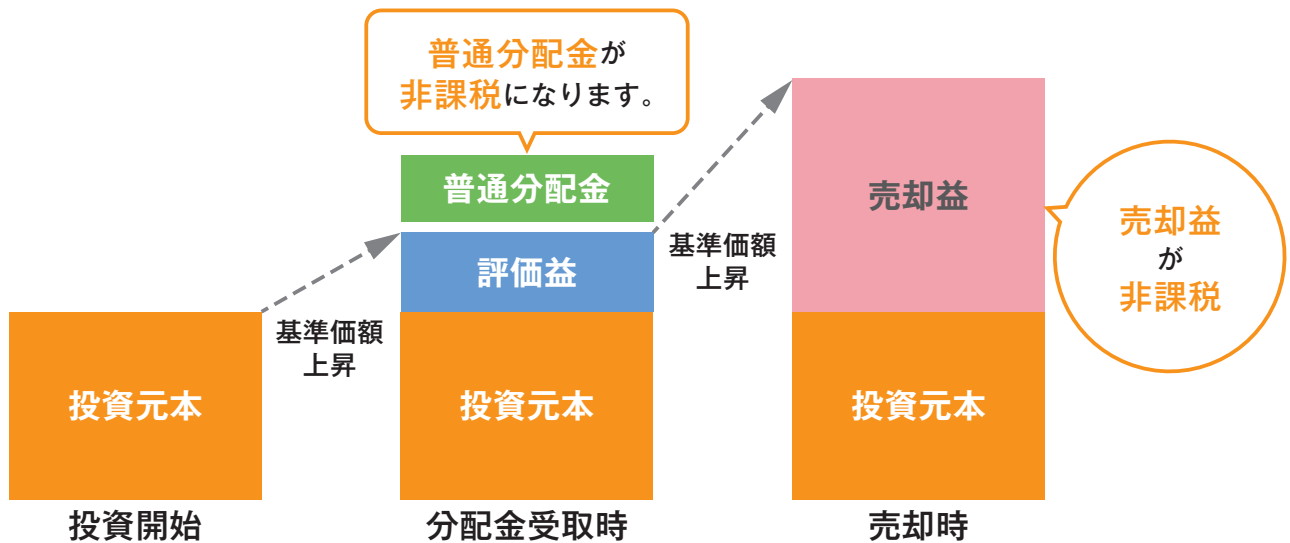 普通分配金が
非課税になります。
普通分配金
評価益
投資元本
基準価額
上昇
投資元本
基準価額
上昇
売却益
投資元本
売却益
が
非課税
投資開始
分配金受取時
売却時